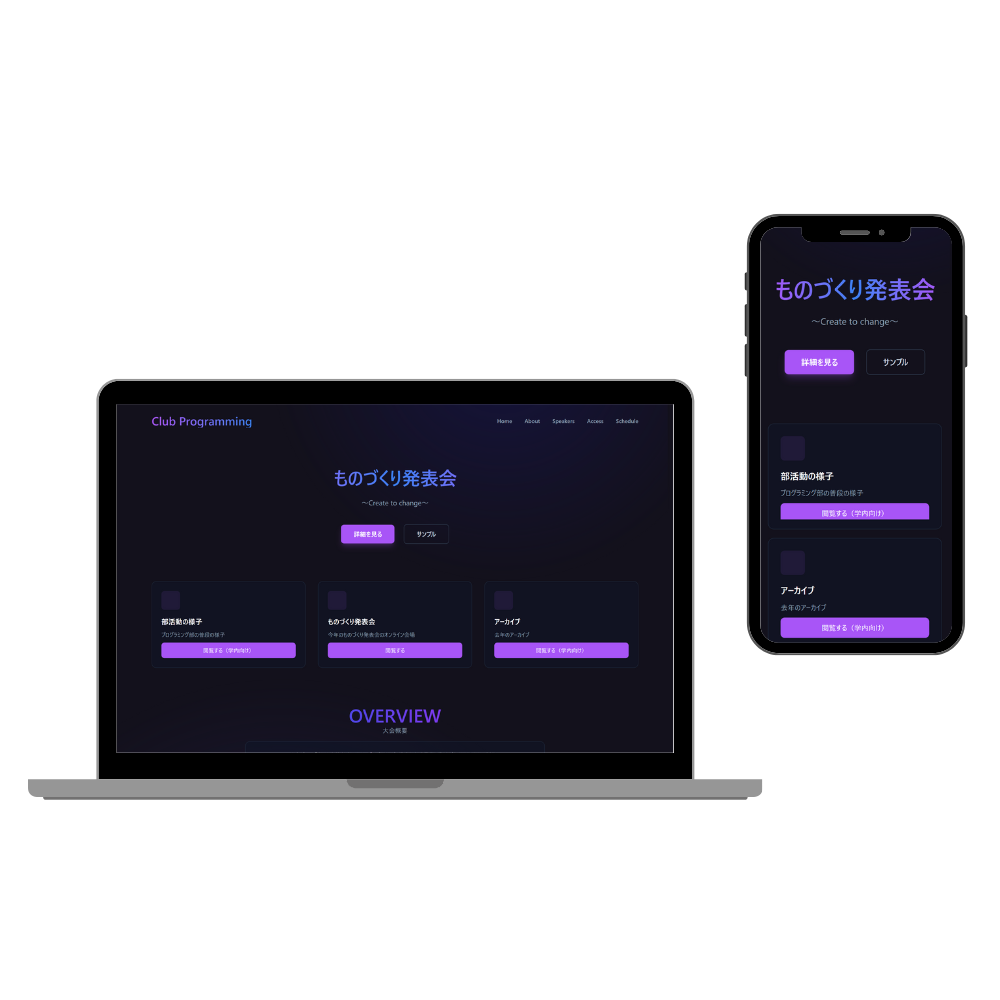 Club Programming
Home About Speakers Access Schedule
ものづくり発表会
〜Create to change〜
詳細を見る サンプル
部活動の様子
プログラミング部の普段の様子
閲覧する（学内向け）
ものづくり発表会
今年のものづくり発表会のオンライン会場
閲覧する
アーカイブ
去年のアーカイブ
閲覧する（学内向け）
OVERVIEW
大会概要
ものづくり発表会
〜Create to change〜
詳細を見る サンプル
部活動の様子
プログラミング部の普段の様子
閲覧する（学内向け）
アーカイブ
去年のアーカイブ
閲覧する（学内向け）